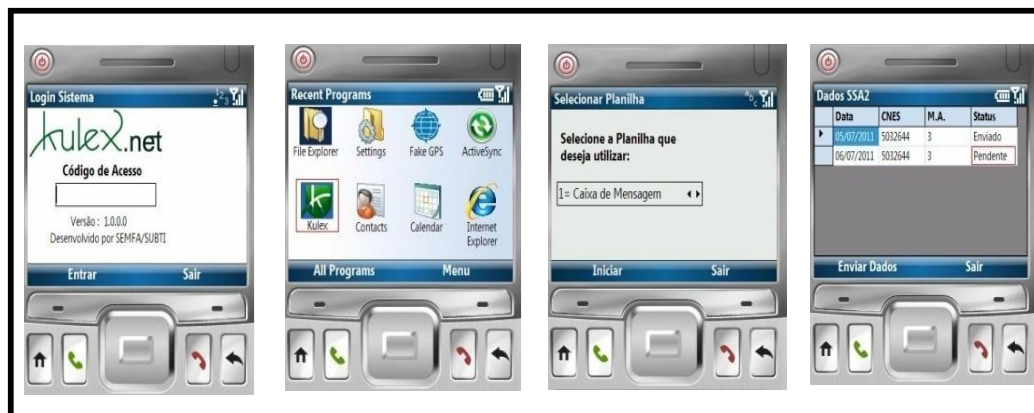 Login Sistema
Kulex.net
Código de Acesso
Versão : 1.0.0.0
Desenvolvido por SEMFA/SUBTI
Entrar Sair
Recent Programs
File Explorer Settings Fake GPS ActiveSync
Kulex Contacts Calendar Internet
Explorer
All Programs Menu
Selecionar Planilha
Selecione a Planilha que
deseja utilizar:
1= Caixa de Mensagem
Iniciar Sair
Dados SSA2
Data CNES M.A. Status
05/07/2011 5032644 3 Enviado
06/07/2011 5032644 3 Pendente
Enviar Dados Sair